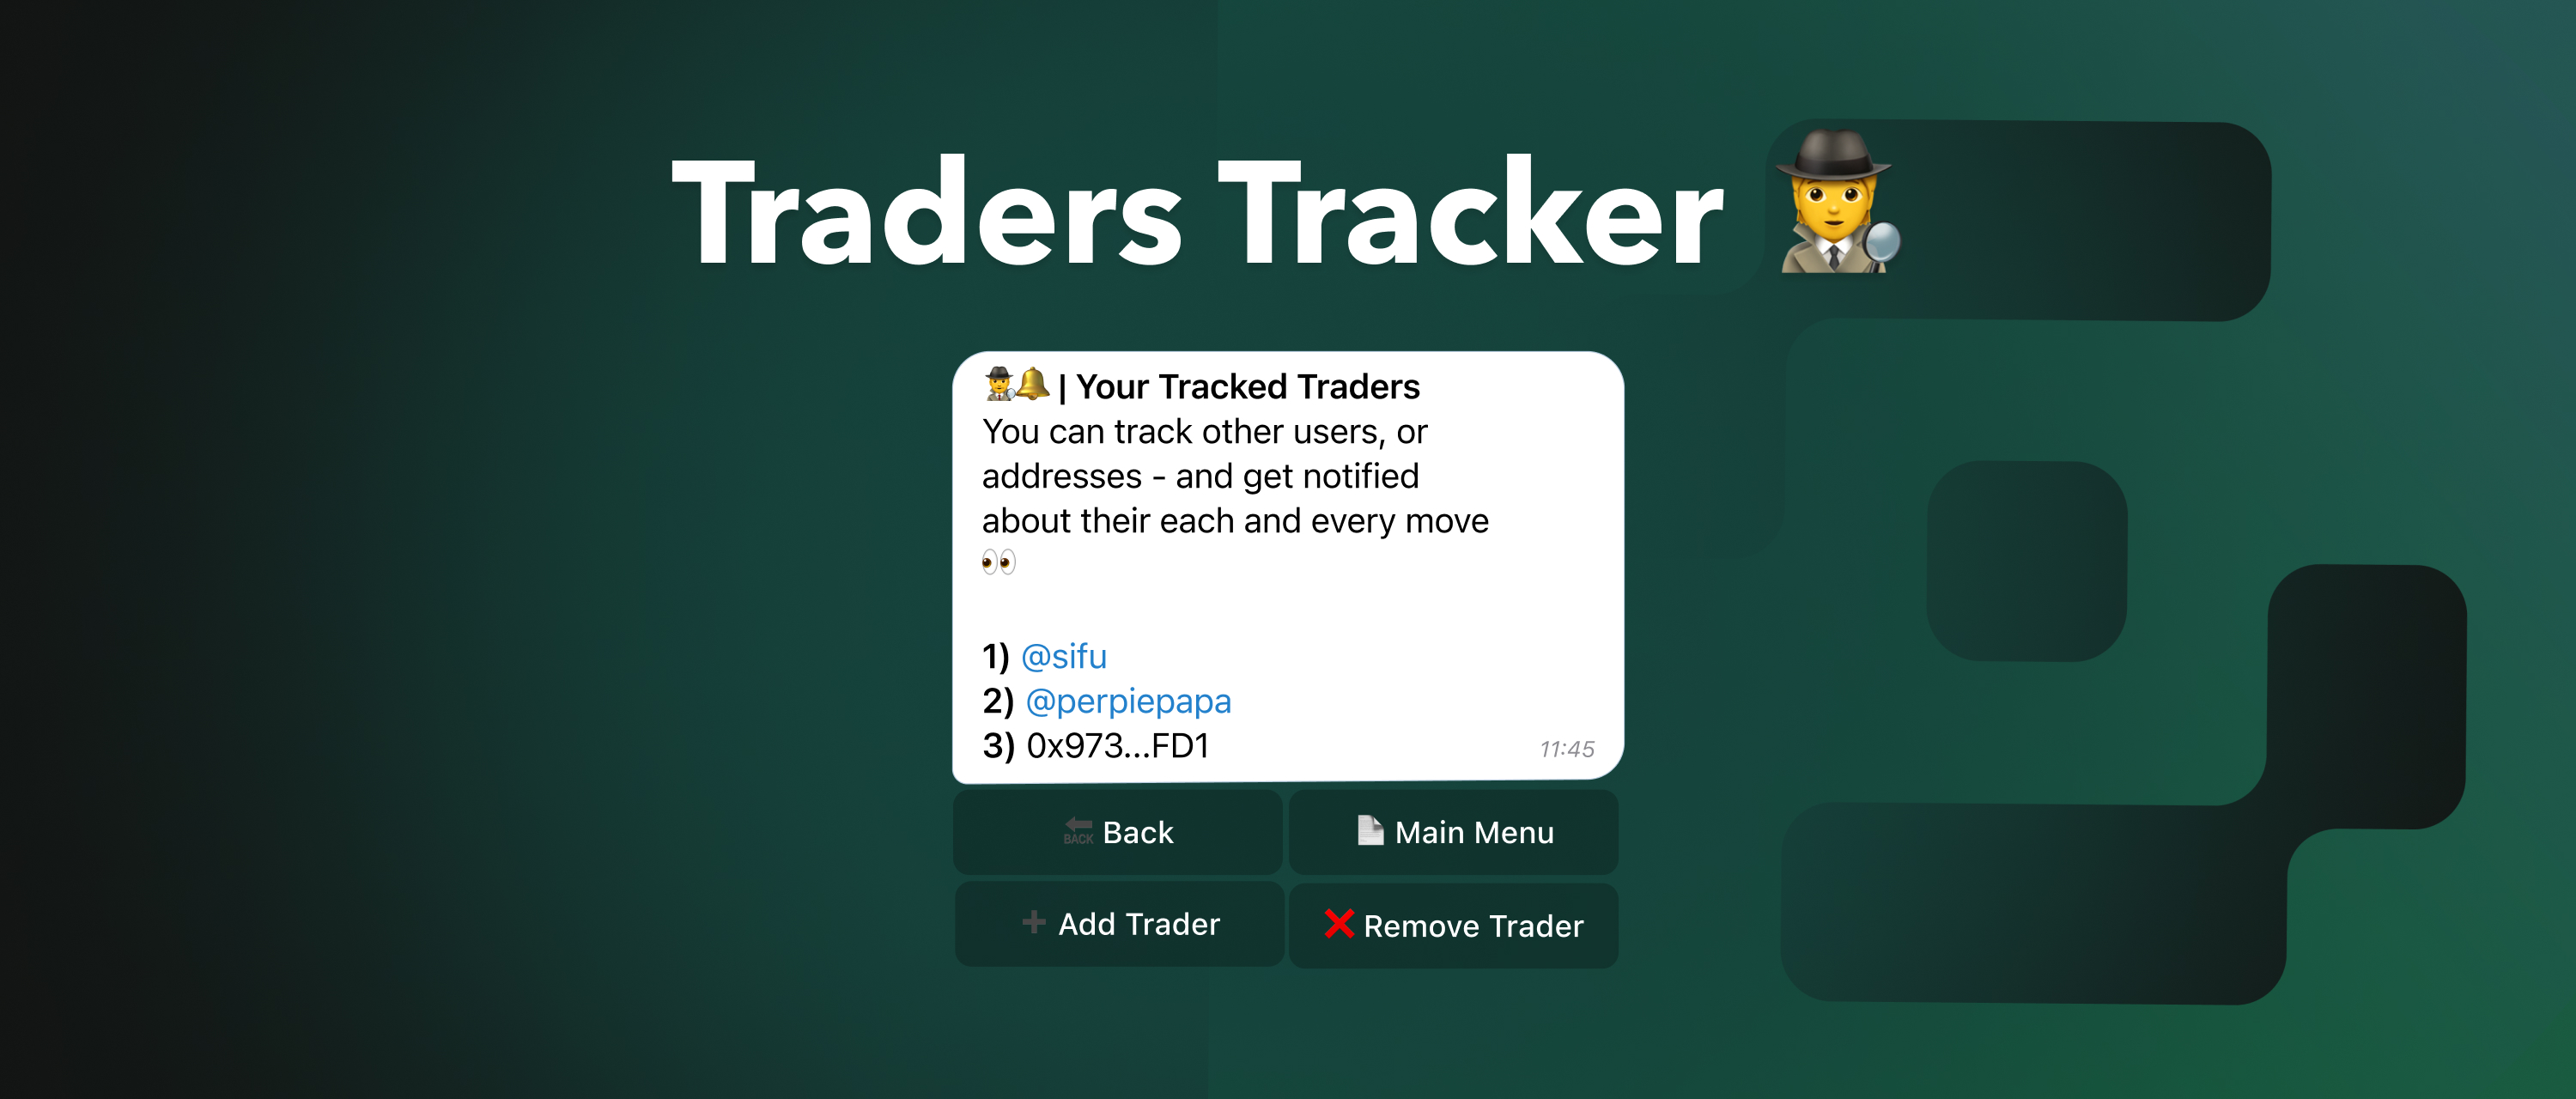 Traders Tracker 🕵️
🕵️🔔 | Your Tracked Traders
You can track other users, or
addresses - and get notified
about their each and every move
👀
1) @sifu
2) @perpiepapa
3) 0x973...FD1
11:45
🔙 Back
📄 Main Menu
➕ Add Trader
❌ Remove Trader